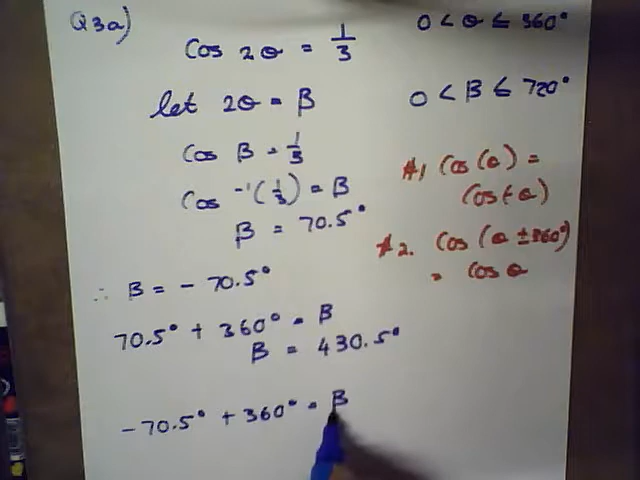 Q3a)
Cos 2θ = 1/3
0 < θ ≤ 360°
let 2θ = β
0 < β ≤ 720°
Cos β = 1/3
Cos⁻¹(1/3) = β
β = 70.5°
#1 Cos(θ) =
Cos(-θ)
#2. Cos(θ ± 360°)
= Cos θ
∴ β = - 70.5°
70.5° + 360° = β
β = 430.5°
-70.5° + 360° = β